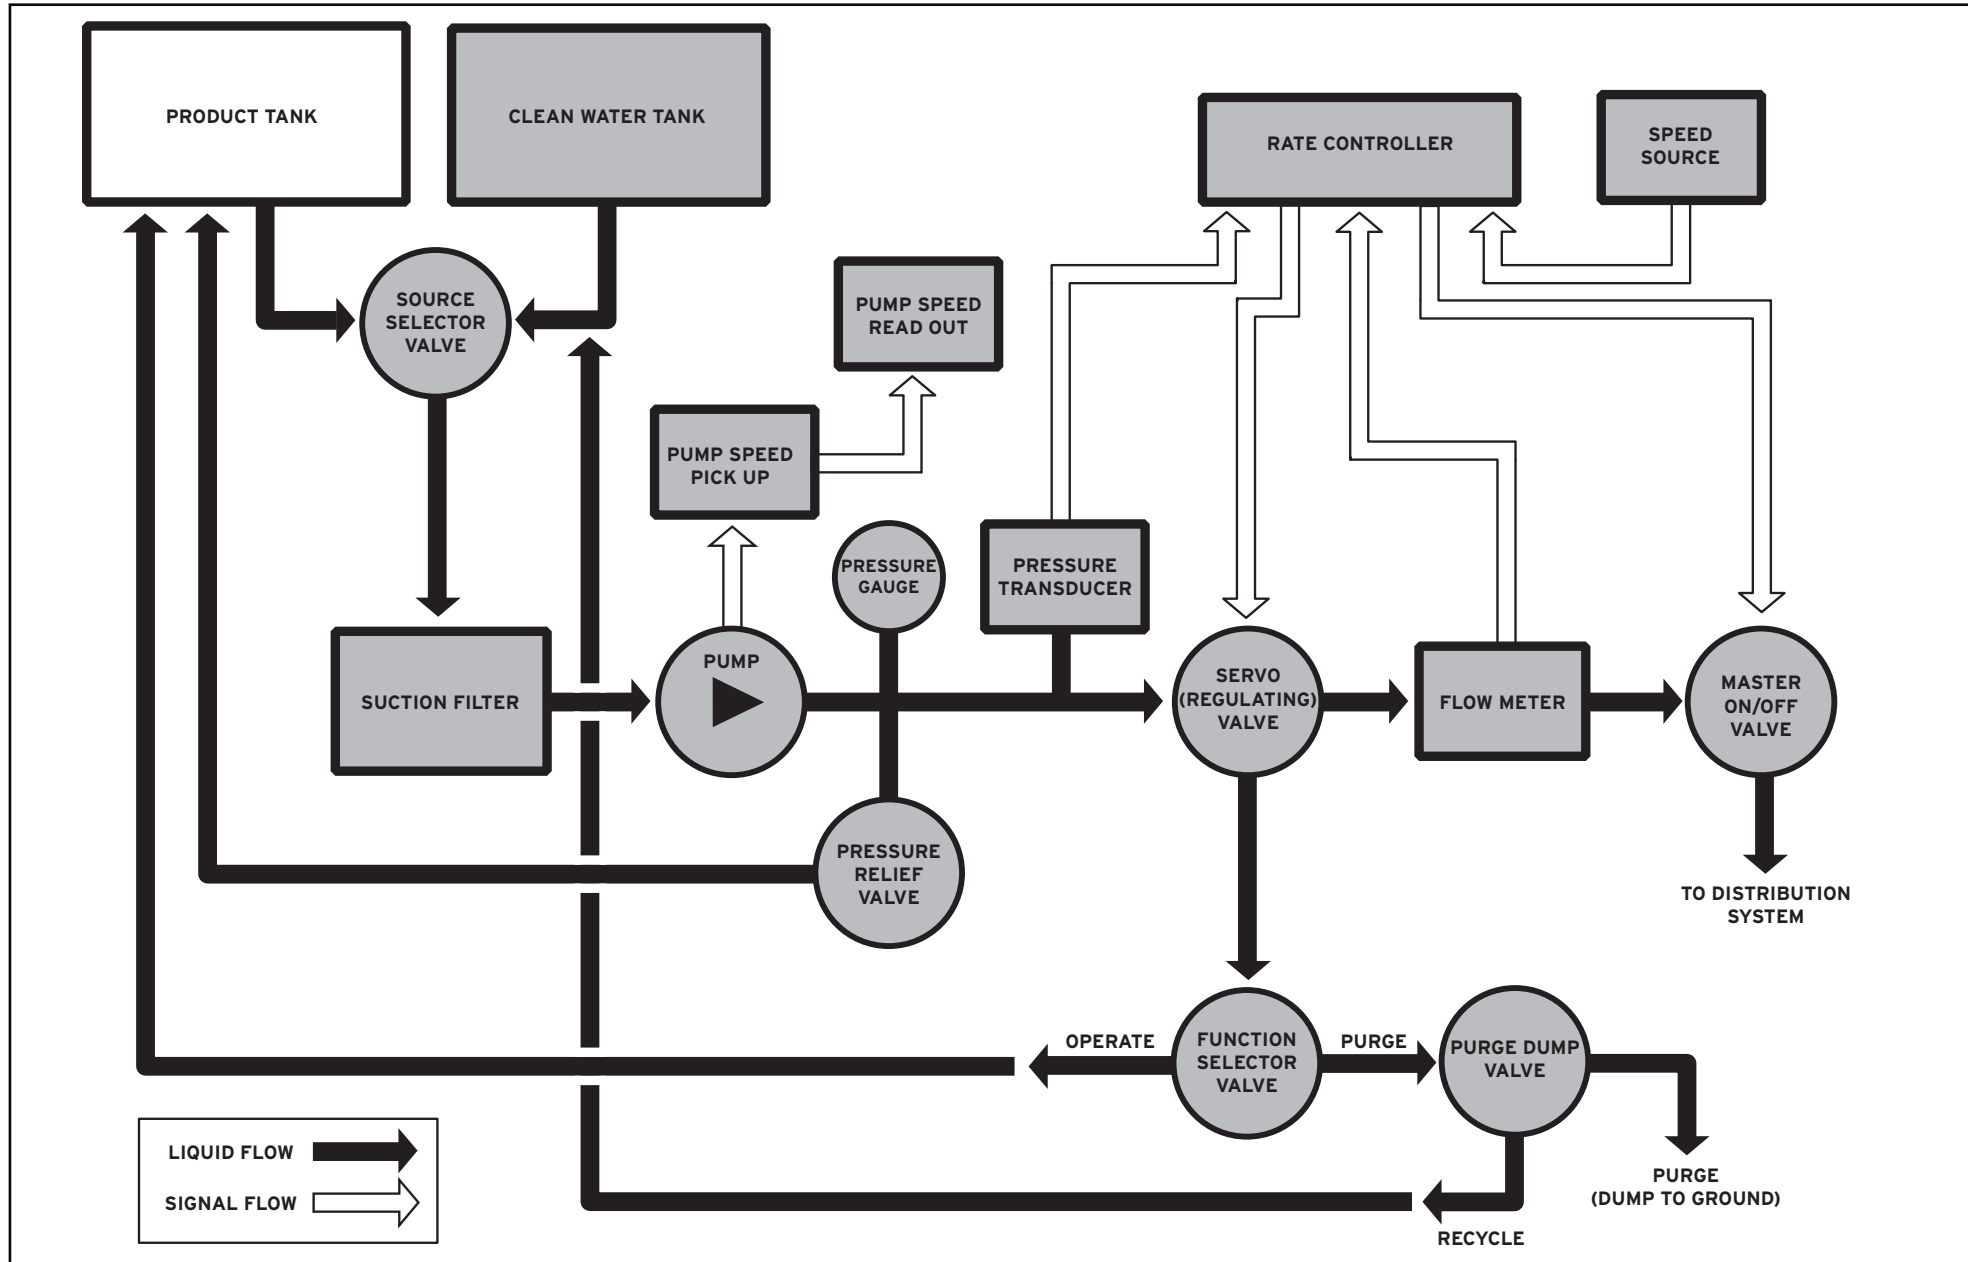 PRODUCT TANK
CLEAN WATER TANK
RATE CONTROLLER
SPEED
SOURCE
SOURCE
SELECTOR
VALVE
PUMP SPEED
READ OUT
PUMP SPEED
PICK UP
PRESSURE
GAUGE
PRESSURE
TRANSDUCER
SUCTION FILTER
PUMP
SERVO
(REGULATING)
VALVE
FLOW METER
MASTER
ON/OFF
VALVE
PRESSURE
RELIEF
VALVE
TO DISTRIBUTION
SYSTEM
OPERATE
FUNCTION
SELECTOR
VALVE
PURGE
PURGE DUMP
VALVE
LIQUID FLOW
SIGNAL FLOW
PURGE
(DUMP TO GROUND)
RECYCLE